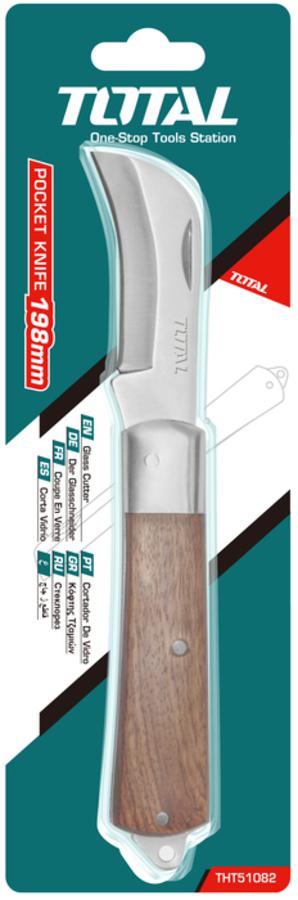 TOTAL
One-Stop Tools Station
POCKET KNIFE 198mm
TOTAL
TOTAL
EN Glass Cutter
DE Der Glasschneider
FR Coupe En Verre
ES Corta Vidrio
PT Cortador De Vidro
GR Κόφτης Τζαμιών
RU Стеклорез
THT51082